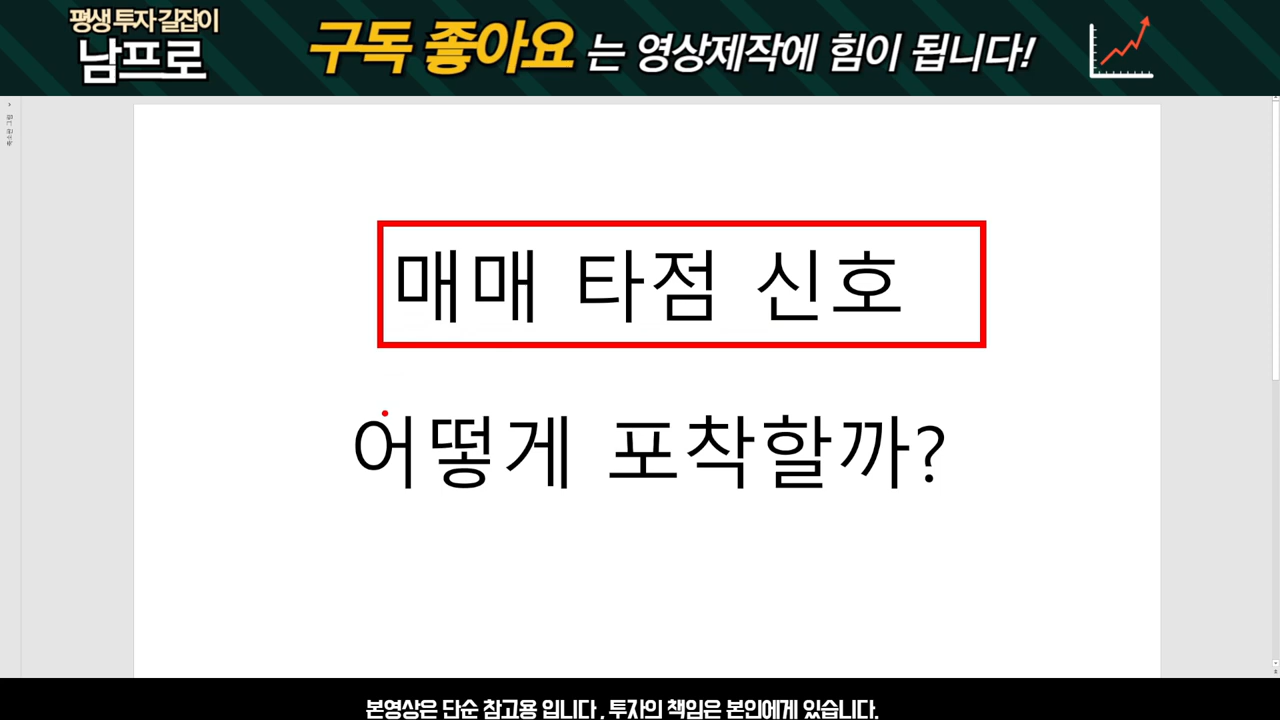 평생 투자 길잡이
남프로
구독 좋아요 는 영상제작에 힘이 됩니다!
매매 타점 신호
어떻게 포착할까?
본영상은 단순 참고용 입니다 , 투자의 책임은 본인에게 있습니다.